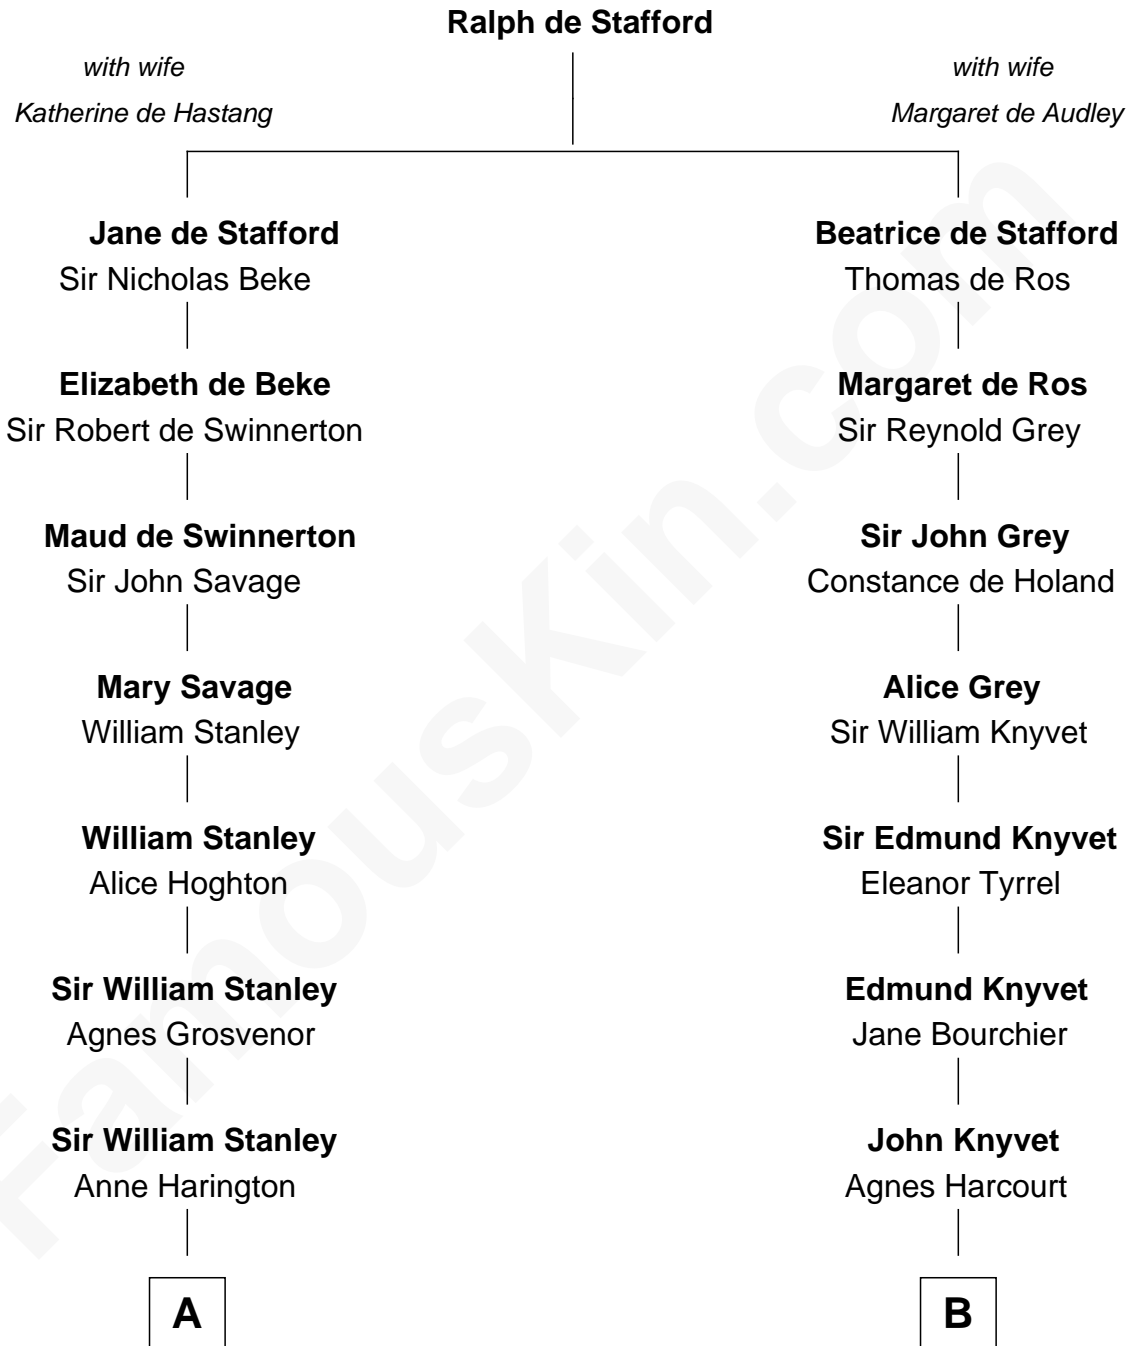 Ralph de Stafford
with wife
Katherine de Hastang
with wife
Margaret de Audley
Jane de Stafford
Sir Nicholas Beke
Beatrice de Stafford
Thomas de Ros
Elizabeth de Beke
Sir Robert de Swinnerton
Margaret de Ros
Sir Reynold Grey
Maud de Swinnerton
Sir John Savage
Sir John Grey
Constance de Holand
Mary Savage
William Stanley
Alice Grey
Sir William Knyvet
William Stanley
Alice Hoghton
Sir Edmund Knyvet
Eleanor Tyrrel
Sir William Stanley
Agnes Grosvenor
Edmund Knyvet
Jane Bourchier
Sir William Stanley
Anne Harington
John Knyvet
Agnes Harcourt
A
B
FamousKin.com